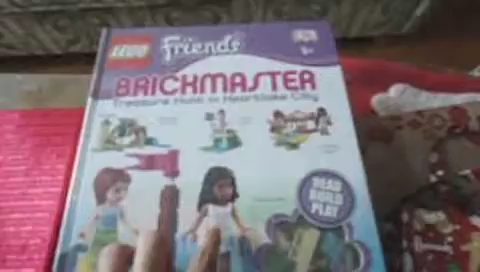 LEGO Friends
BRICKMASTER
Treasure Hunt in Heartlake City
READ
BUILD
PLAY